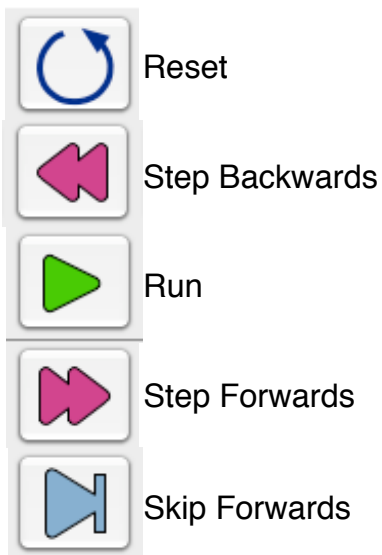 Reset
Step Backwards
Run
Step Forwards
Skip Forwards